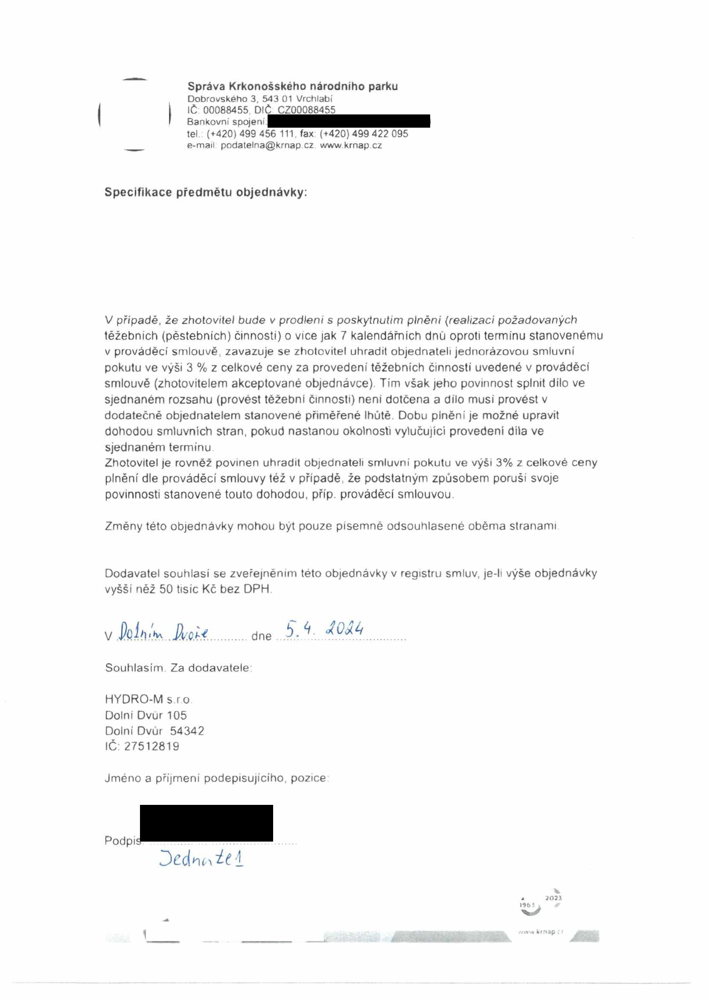 Správa Krkonošského národního parku
Dobrovského 3, 543 01 Vrchlabí
IČ: 00088455, DIČ: CZ00088455
Bankovní spojení:
tel.: (+420) 499 456 111, fax: (+420) 499 422 095
e-mail: podatelna@krnap.cz. www.krnap.cz
Specifikace předmětu objednávky:
V případě, že zhotovitel bude v prodlení s poskytnutím plnění (realizací požadovaných
těžebních (pěstebních) činností) o více jak 7 kalendářních dnů oproti termínu stanovenému
v prováděcí smlouvě, zavazuje se zhotovitel uhradit objednateli jednorázovou smluvní
pokutu ve výši 3 % z celkové ceny za provedení těžebních činností uvedené v prováděcí
smlouvě (zhotovitelem akceptované objednávce). Tím však jeho povinnost splnit dílo ve
sjednaném rozsahu (provést těžební činnosti) není dotčena a dílo musí provést v
dodatečně objednatelem stanovené přiměřené lhůtě. Dobu plnění je možné upravit
dohodou smluvních stran, pokud nastanou okolnosti vylučující provedení díla ve
sjednaném termínu.
Zhotovitel je rovněž povinen uhradit objednateli smluvní pokutu ve výši 3% z celkové ceny
plnění dle prováděcí smlouvy též v případě, že podstatným způsobem poruší svoje
povinnosti stanovené touto dohodou, příp. prováděcí smlouvou.
Změny této objednávky mohou být pouze písemně odsouhlasené oběma stranami.
Dodavatel souhlasí se zveřejněním této objednávky v registru smluv, je-li výše objednávky
vyšší něž 50 tisíc Kč bez DPH.
V Dolním Dvoře dne 5.4. 2024
Souhlasím. Za dodavatele:
HYDRO-M s.r.o.
Dolní Dvůr 105
Dolní Dvůr 54342
IČ: 27512819
Jméno a příjmení podepisujícího, pozice:
Podpis
Jednatel
2023
1963
www.krnap.cz